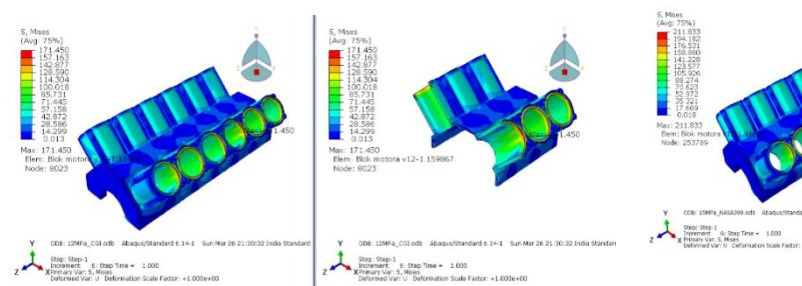 S, Mises
(Avg: 75%)
171.450
157.163
142.877
128.590
114.304
100.018
85.731
71.445
57.158
42.872
28.586
14.299
0.013
Max: 171.450
Elem: Blok motora
Node: 8023
ODB: 12MPa_CGI.odb Abaqus/Standard 6.14-1 Sun Mar 26 21:30:32 India Standard
Step: Step-1
Increment 6: Step Time = 1.000
Primary Var: S, Mises
Deformed Var: U Deformation Scale Factor: +1.000e+00
Y
Z
X
S, Mises
(Avg: 75%)
171.450
157.163
142.877
128.590
114.304
100.018
85.731
71.445
57.158
42.872
28.586
14.299
0.013
Max: 171.450
Elem: Blok motora v12-1.159867
Node: 8023
ODB: 12MPa_CGI.odb Abaqus/Standard 6.14-1 Sun Mar 26 21:30:32 India Standard
Step: Step-1
Increment 6: Step Time = 1.000
Primary Var: S, Mises
Deformed Var: U Deformation Scale Factor: +1.000e+00
Y
Z
X
S, Mises
(Avg: 75%)
211.833
194.182
176.531
158.880
141.228
123.577
105.926
88.274
70.623
52.972
35.321
17.669
0.018
Max: 211.833
Elem: Blok motora
Node: 253789
Abaqus/Stand
Step: Step-1
Increment 6: Step Time = 1.000
Primary Var: S, Mises
Deformed Var: U Deformation Scale Factor:
Y
Z
X